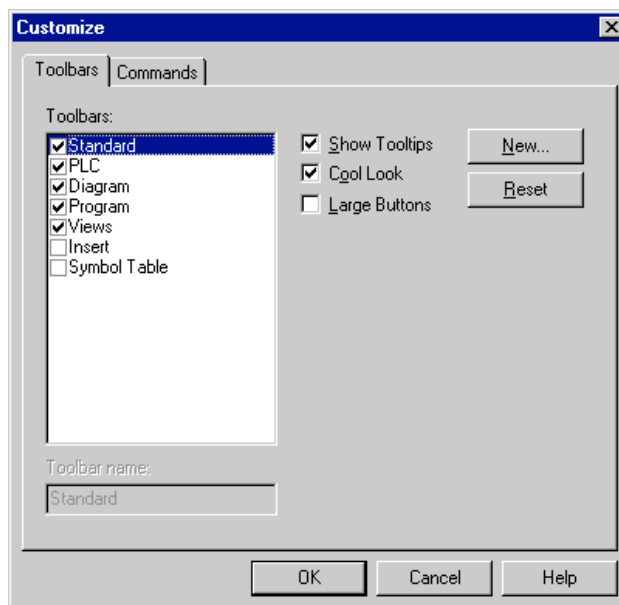 Customize
Toolbars Commands
Toolbars:
Standard
PLC
Diagram
Program
Views
Insert
Symbol Table
Show Tooltips
Cool Look
Large Buttons
New...
Reset
Toolbar name:
Standard
OK Cancel Help